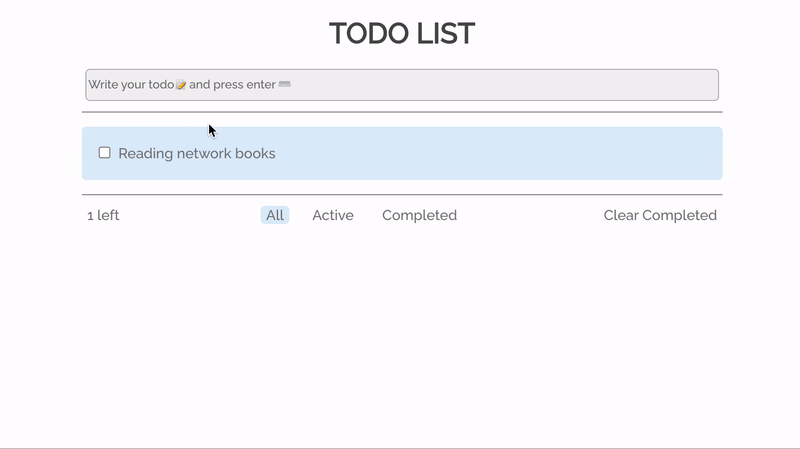 TODO LIST
Write your todo📝 and press enter ⌨️
Reading network books
1 left All Active Completed Clear Completed